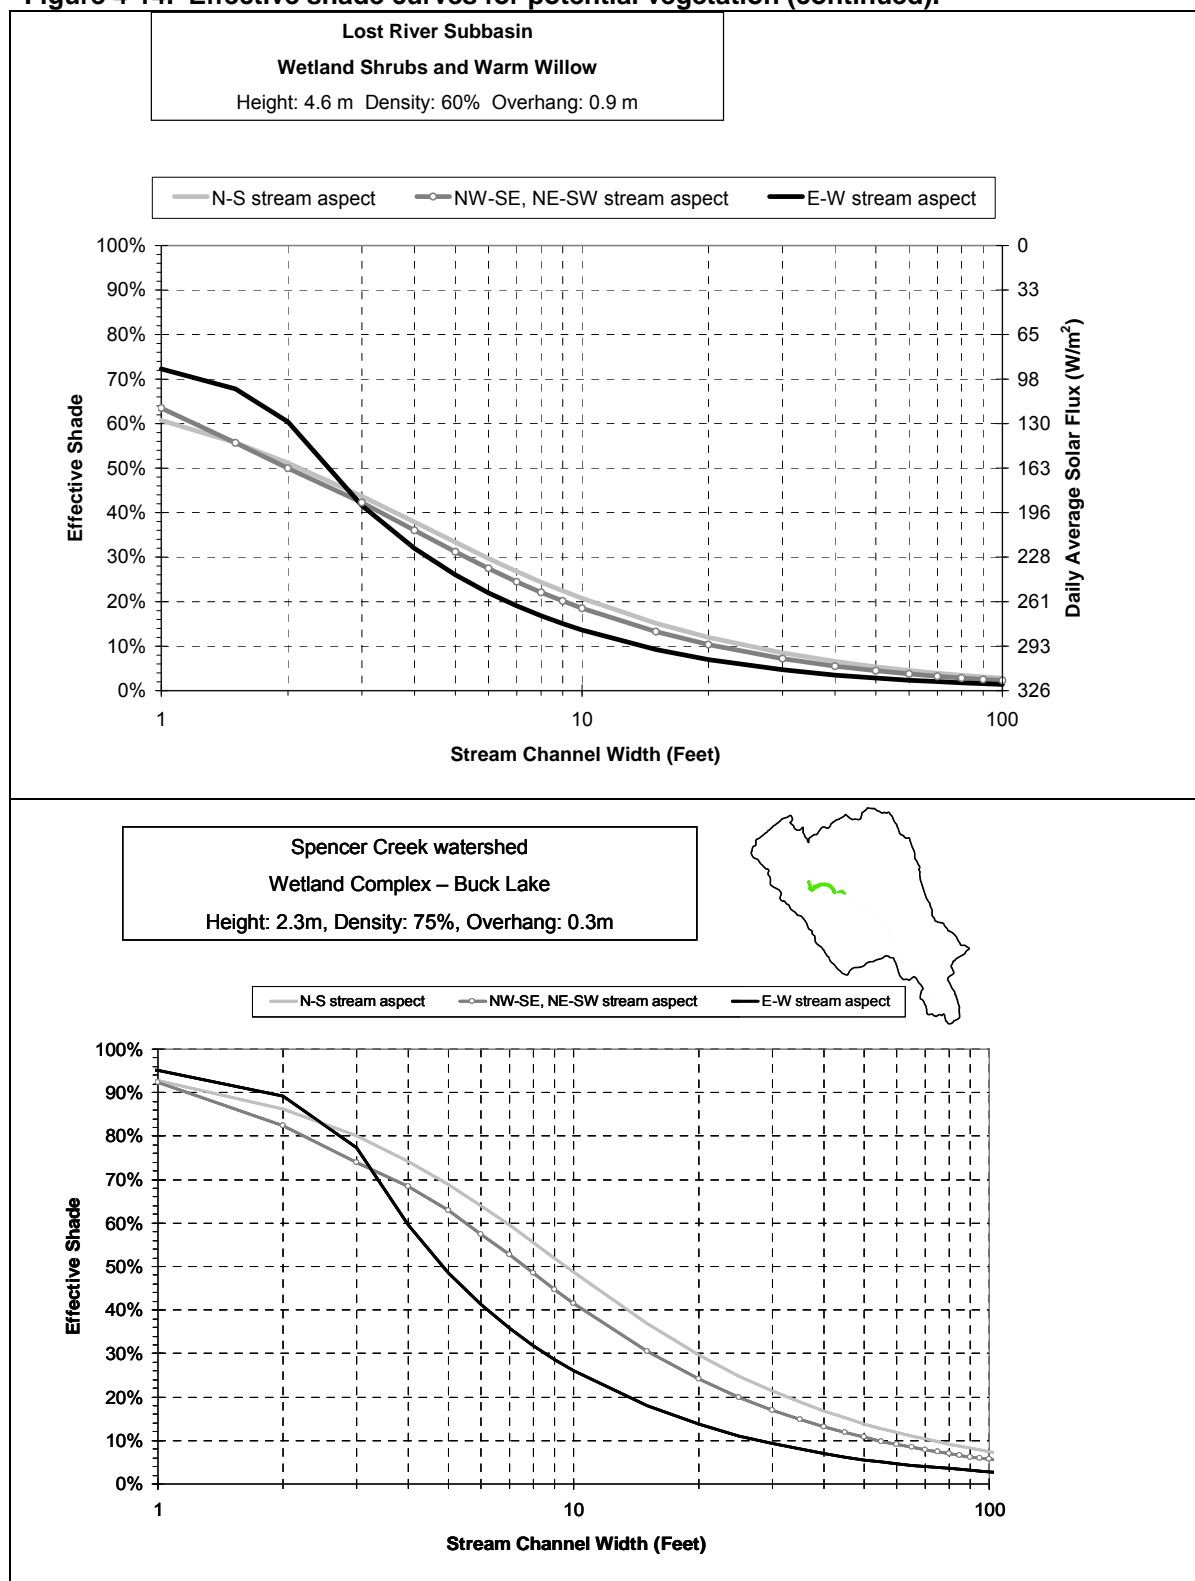 Figure 4-14. Effective shade curves for potential vegetation (continued).
Lost River Subbasin
Wetland Shrubs and Warm Willow
Height: 4.6 m Density: 60% Overhang: 0.9 m
N-S stream aspect
NW-SE, NE-SW stream aspect
E-W stream aspect
100%
90%
80%
70%
60%
50%
40%
30%
20%
10%
0%
Effective Shade
0
33
65
98
130
163
196
228
261
293
326
Daily Average Solar Flux (W/m²)
1
10
100
Stream Channel Width (Feet)
Spencer Creek watershed
Wetland Complex – Buck Lake
Height: 2.3m, Density: 75%, Overhang: 0.3m
N-S stream aspect
NW-SE, NE-SW stream aspect
E-W stream aspect
100%
90%
80%
70%
60%
50%
40%
30%
20%
10%
0%
Effective Shade
1
10
100
Stream Channel Width (Feet)